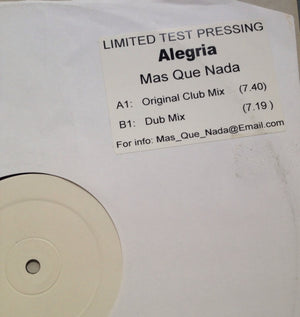 LIMITED TEST PRESSING
Alegria
Mas Que Nada
A1: Original Club Mix (7.40)
B1: Dub Mix (7.19 )
For info: Mas_Que_Nada@Email.com